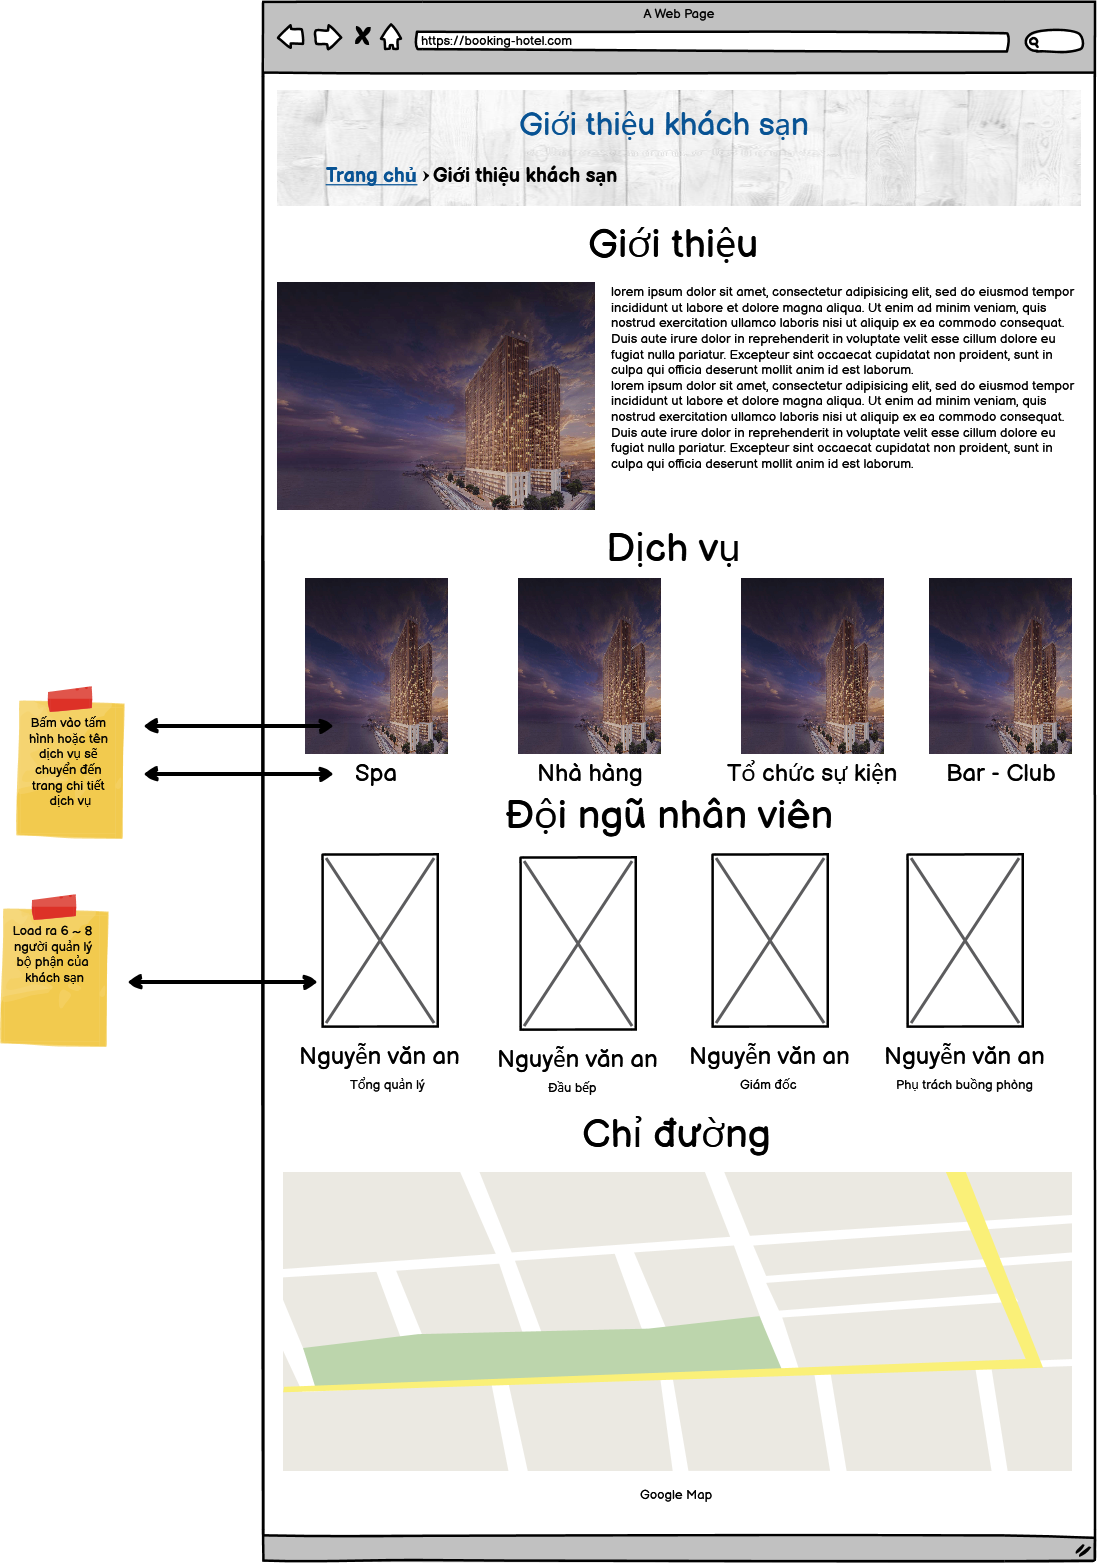 A Web Page
https://booking-hotel.com
Giới thiệu khách sạn
Trang chủ › Giới thiệu khách sạn
Giới thiệu
lorem ipsum dolor sit amet, consectetur adipisicing elit, sed do eiusmod tempor
incididunt ut labore et dolore magna aliqua. Ut enim ad minim veniam, quis
nostrud exercitation ullamco laboris nisi ut aliquip ex ea commodo consequat.
Duis aute irure dolor in reprehenderit in voluptate velit esse cillum dolore eu
fugiat nulla pariatur. Excepteur sint occaecat cupidatat non proident, sunt in
culpa qui officia deserunt mollit anim id est laborum.
lorem ipsum dolor sit amet, consectetur adipisicing elit, sed do eiusmod tempor
incididunt ut labore et dolore magna aliqua. Ut enim ad minim veniam, quis
nostrud exercitation ullamco laboris nisi ut aliquip ex ea commodo consequat.
Duis aute irure dolor in reprehenderit in voluptate velit esse cillum dolore eu
fugiat nulla pariatur. Excepteur sint occaecat cupidatat non proident, sunt in
culpa qui officia deserunt mollit anim id est laborum.
Dịch vụ
Bấm vào tấm
hình hoặc tên
dịch vụ sẽ
chuyển đến
trang chi tiết
dịch vụ
Spa
Nhà hàng
Tổ chức sự kiện
Bar - Club
Đội ngũ nhân viên
Load ra 6 ~ 8
người quản lý
bộ phận của
khách sạn
Nguyễn văn an
Tổng quản lý
Nguyễn văn an
Đầu bếp
Nguyễn văn an
Giám đốc
Nguyễn văn an
Phụ trách buồng phòng
Chỉ đường
Google Map